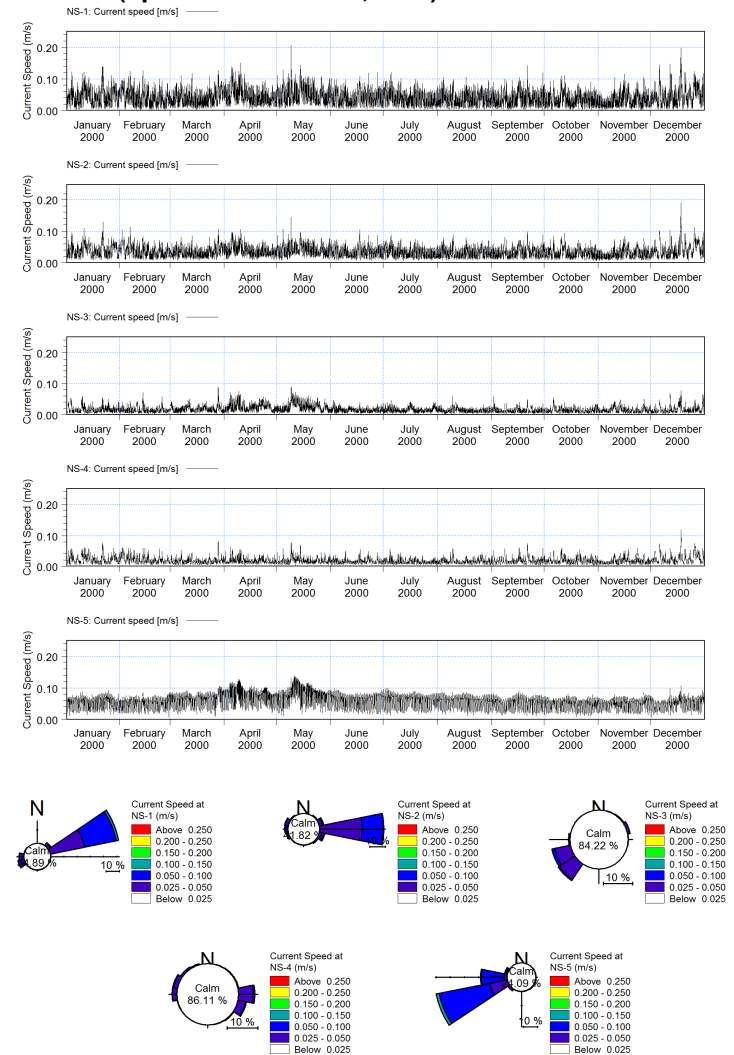 NS-1: Current speed [m/s]
Current Speed (m/s)
0.20
0.10
0.00
January February March April May June July August September October November December
2000 2000 2000 2000 2000 2000 2000 2000 2000 2000 2000 2000
NS-2: Current speed [m/s]
Current Speed (m/s)
0.20
0.10
0.00
January February March April May June July August September October November December
2000 2000 2000 2000 2000 2000 2000 2000 2000 2000 2000 2000
NS-3: Current speed [m/s]
Current Speed (m/s)
0.20
0.10
0.00
January February March April May June July August September October November December
2000 2000 2000 2000 2000 2000 2000 2000 2000 2000 2000 2000
NS-4: Current speed [m/s]
Current Speed (m/s)
0.20
0.10
0.00
January February March April May June July August September October November December
2000 2000 2000 2000 2000 2000 2000 2000 2000 2000 2000 2000
NS-5: Current speed [m/s]
Current Speed (m/s)
0.20
0.10
0.00
January February March April May June July August September October November December
2000 2000 2000 2000 2000 2000 2000 2000 2000 2000 2000 2000
N
Calm
10 %
Current Speed at
NS-1 (m/s)
Above 0.250
0.200 - 0.250
0.150 - 0.200
0.100 - 0.150
0.050 - 0.100
0.025 - 0.050
Below 0.025
N
Calm
10 %
Current Speed at
NS-2 (m/s)
Above 0.250
0.200 - 0.250
0.150 - 0.200
0.100 - 0.150
0.050 - 0.100
0.025 - 0.050
Below 0.025
N
Calm
84.22 %
10 %
Current Speed at
NS-3 (m/s)
Above 0.250
0.200 - 0.250
0.150 - 0.200
0.100 - 0.150
0.050 - 0.100
0.025 - 0.050
Below 0.025
N
Calm
86.11 %
10 %
Current Speed at
NS-4 (m/s)
Above 0.250
0.200 - 0.250
0.150 - 0.200
0.100 - 0.150
0.050 - 0.100
0.025 - 0.050
Below 0.025
N
Calm
10 %
Current Speed at
NS-5 (m/s)
Above 0.250
0.200 - 0.250
0.150 - 0.200
0.100 - 0.150
0.050 - 0.100
0.025 - 0.050
Below 0.025